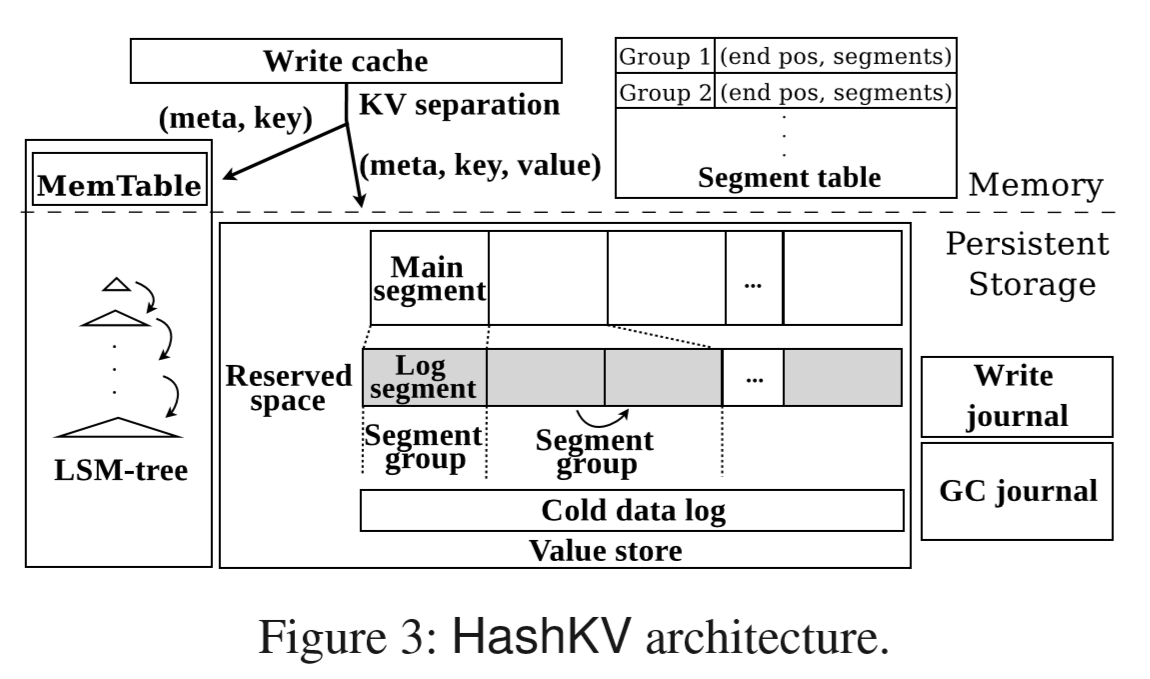 Write cache
KV separation
(meta, key)
(meta, key, value)
Group 1 (end pos, segments)
Group 2 (end pos, segments)
.
.
.
Segment table
Memory
MemTable
Persistent
Storage
Main
segment
...
Reserved
space
Log
segment
...
Segment
group
Segment
group
Write
journal
GC journal
.
.
.
LSM-tree
Cold data log
Value store
Figure 3: HashKV architecture.